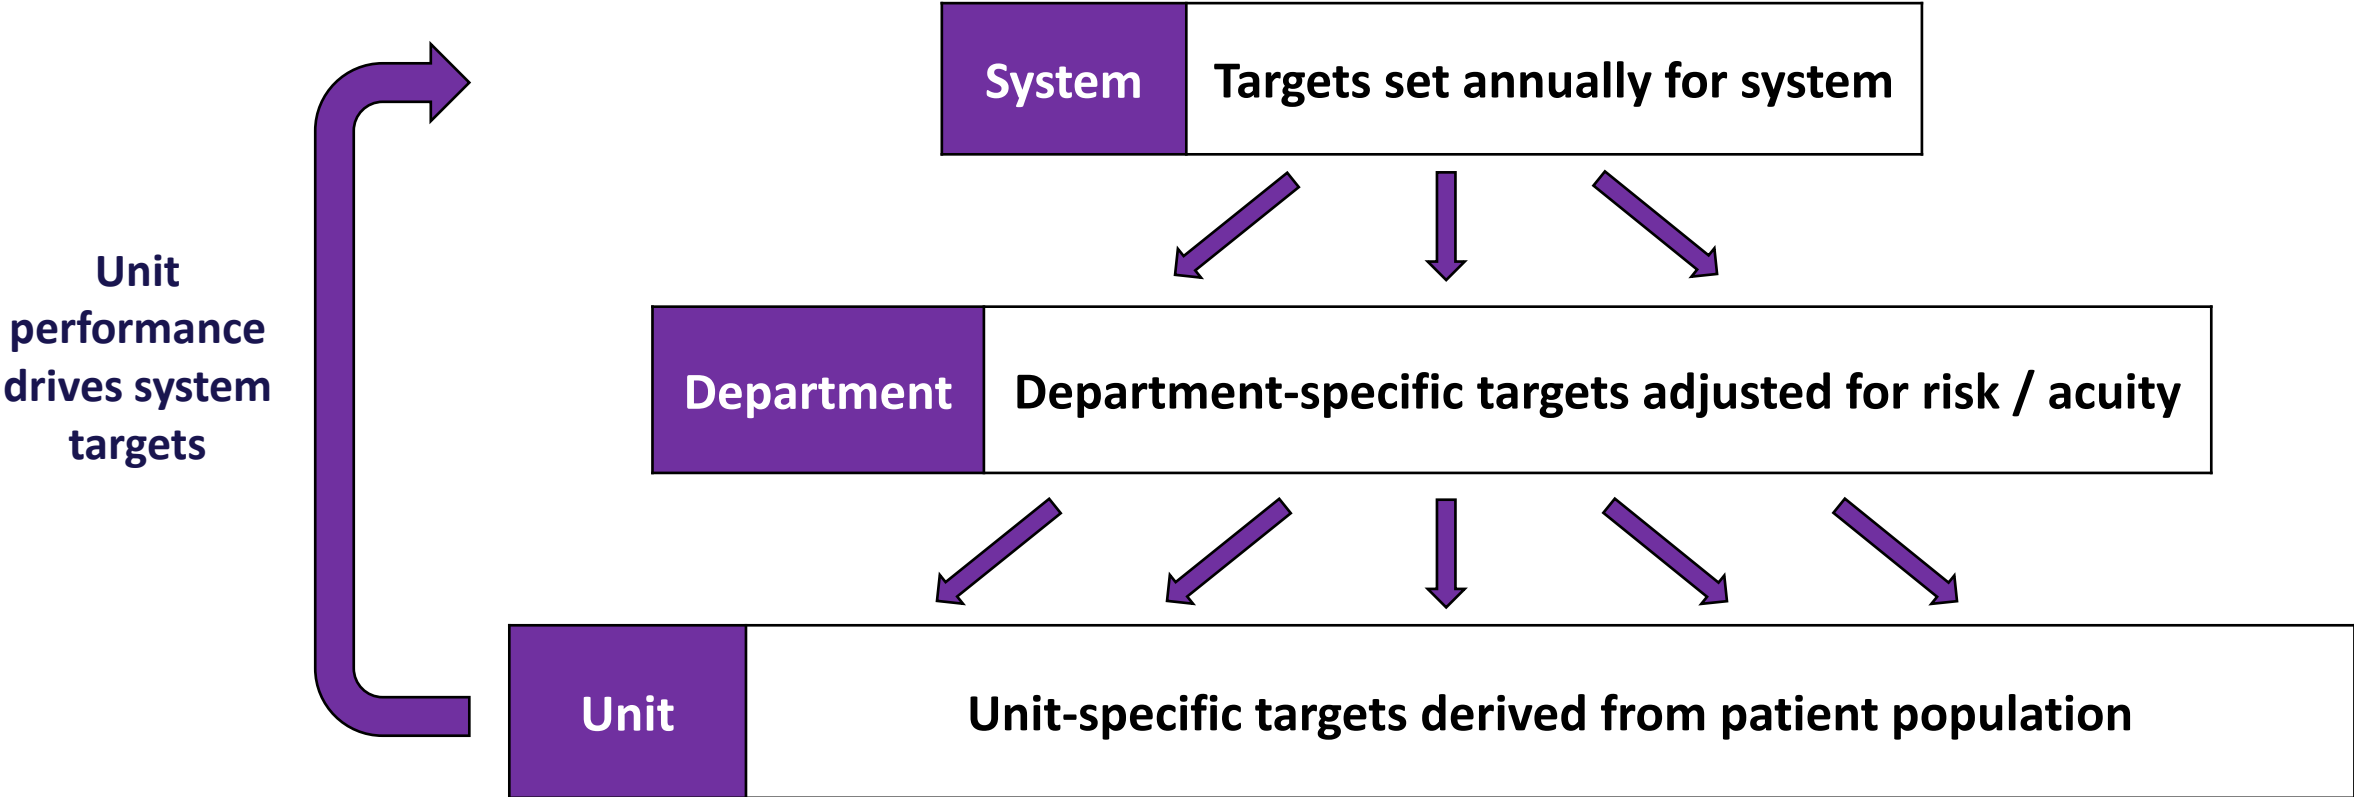 System
Targets set annually for system
Unit
performance
drives system
targets
Department
Department-specific targets adjusted for risk / acuity
Unit
Unit-specific targets derived from patient population